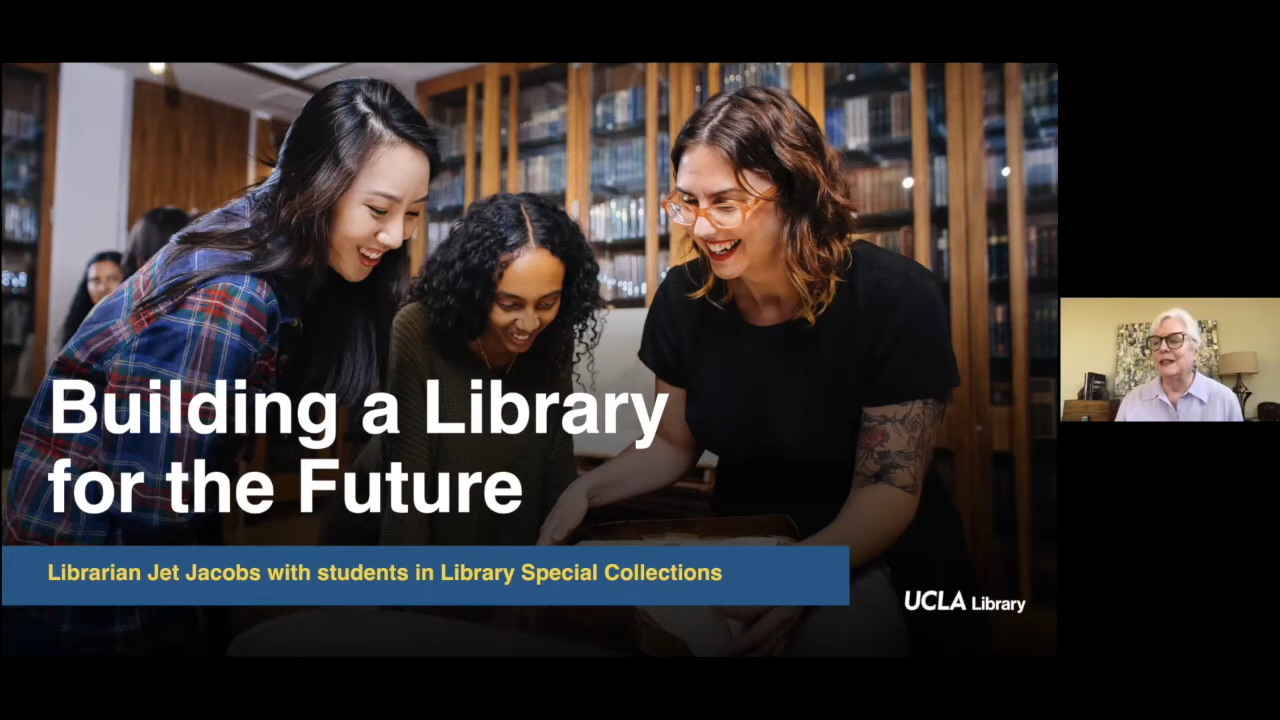 Building a Library
for the Future
Librarian Jet Jacobs with students in Library Special Collections
UCLA Library